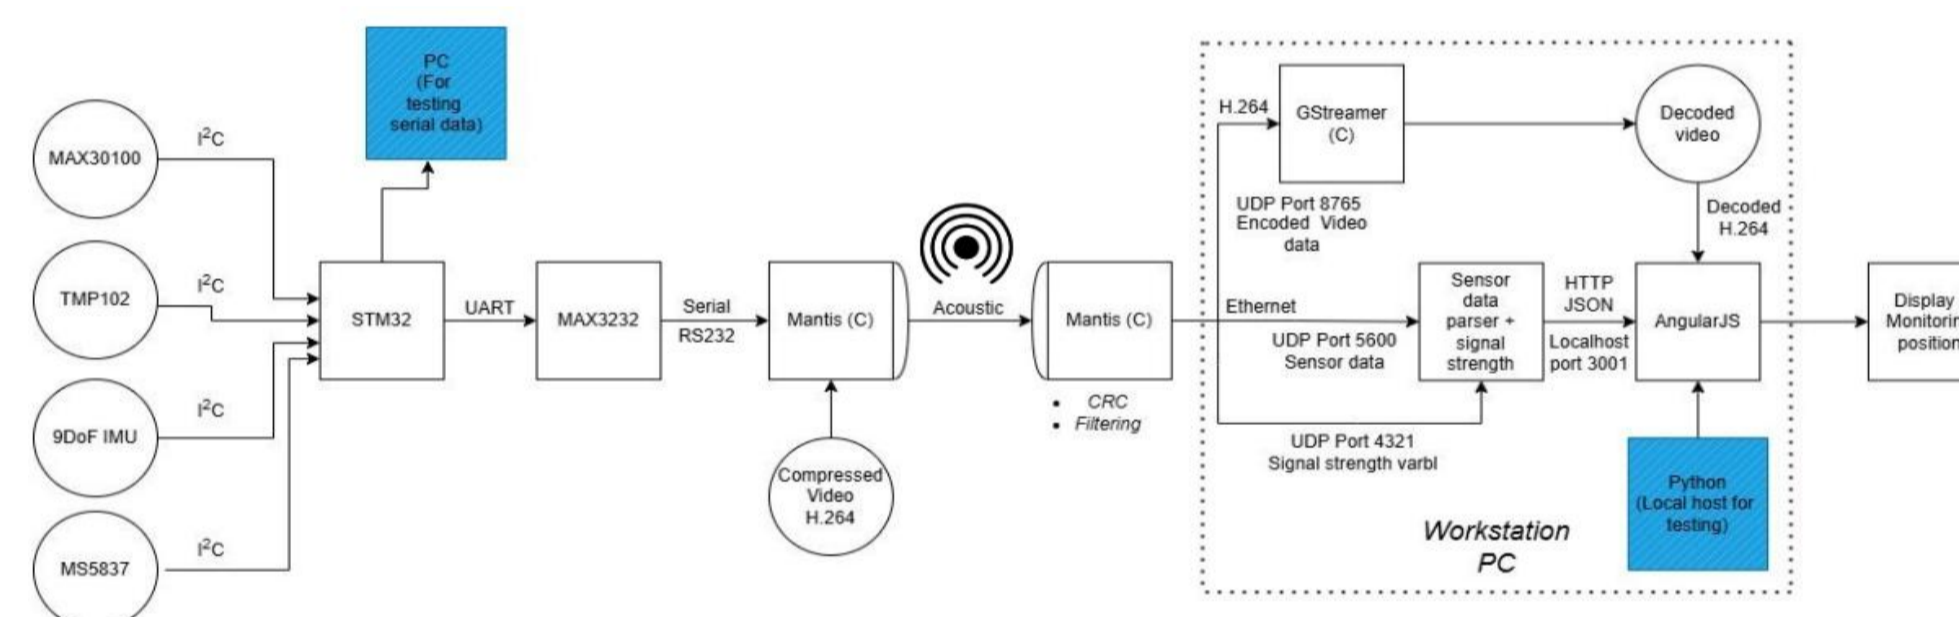 PC
(For
testing
serial data)
MAX30100
I²C
TMP102
I²C
9DoF IMU
I²C
MS5837
I²C
STM32
UART
MAX3232
Serial
RS232
Mantis (C)
Compressed
Video
H.264
Acoustic
Mantis (C)
• CRC
• Filtering
H.264
GStreamer
(C)
UDP Port 8765
Encoded Video
data
Decoded
video
Decoded
H.264
Ethernet
UDP Port 5600
Sensor data
Sensor
data
parser +
signal
strength
HTTP
JSON
Localhost
port 3001
AngularJS
UDP Port 4321
Signal strength varbl
Python
(Local host for
testing)
Workstation
PC
Display
Monitorin
position